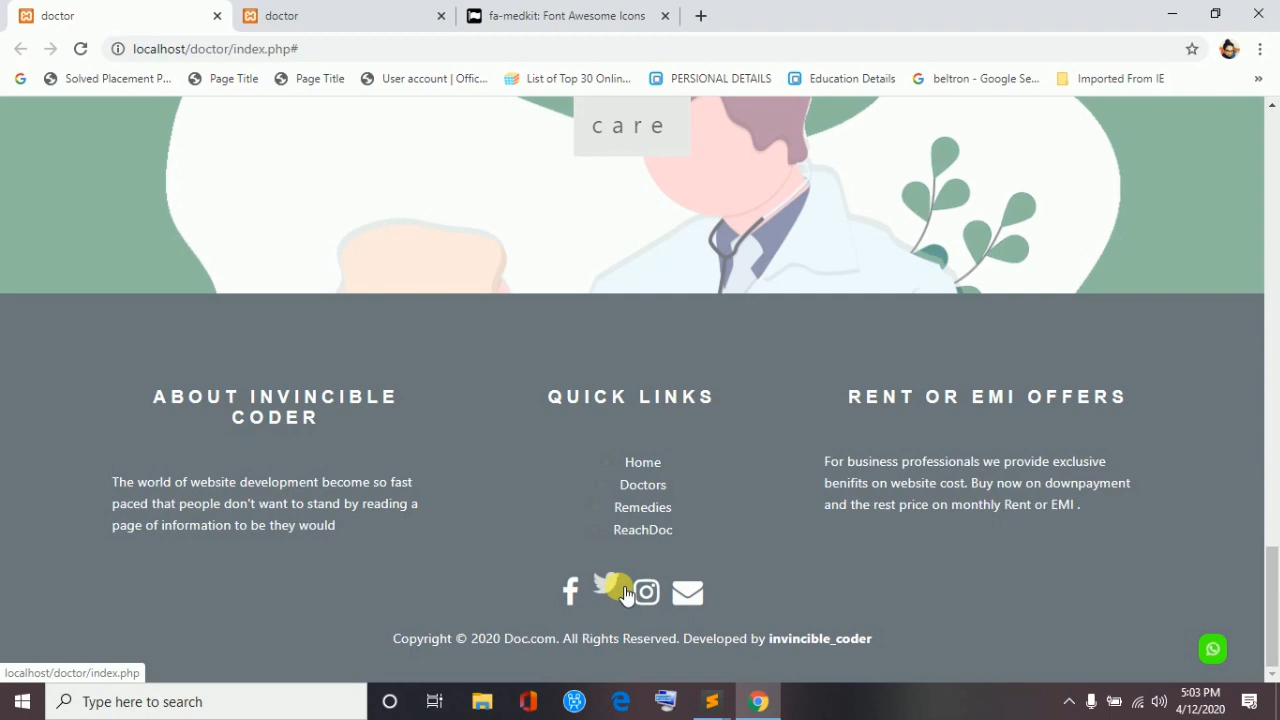 doctor
doctor
fa-medkit: Font Awesome Icons
localhost/doctor/index.php#
Solved Placement P...
Page Title
Page Title
User account | Offic...
List of Top 30 Onlin...
PERSIONAL DETAILS
Education Details
beltron - Google Se...
Imported From IE
care
ABOUT INVINCIBLE
CODER
The world of website development become so fast
paced that people don't want to stand by reading a
page of information to be they would
QUICK LINKS
Home
Doctors
Remedies
ReachDoc
RENT OR EMI OFFERS
For business professionals we provide exclusive
benifits on website cost. Buy now on downpayment
and the rest price on monthly Rent or EMI .
Copyright © 2020 Doc.com. All Rights Reserved. Developed by invincible_coder
localhost/doctor/index.php
Type here to search
5:03 PM
4/12/2020